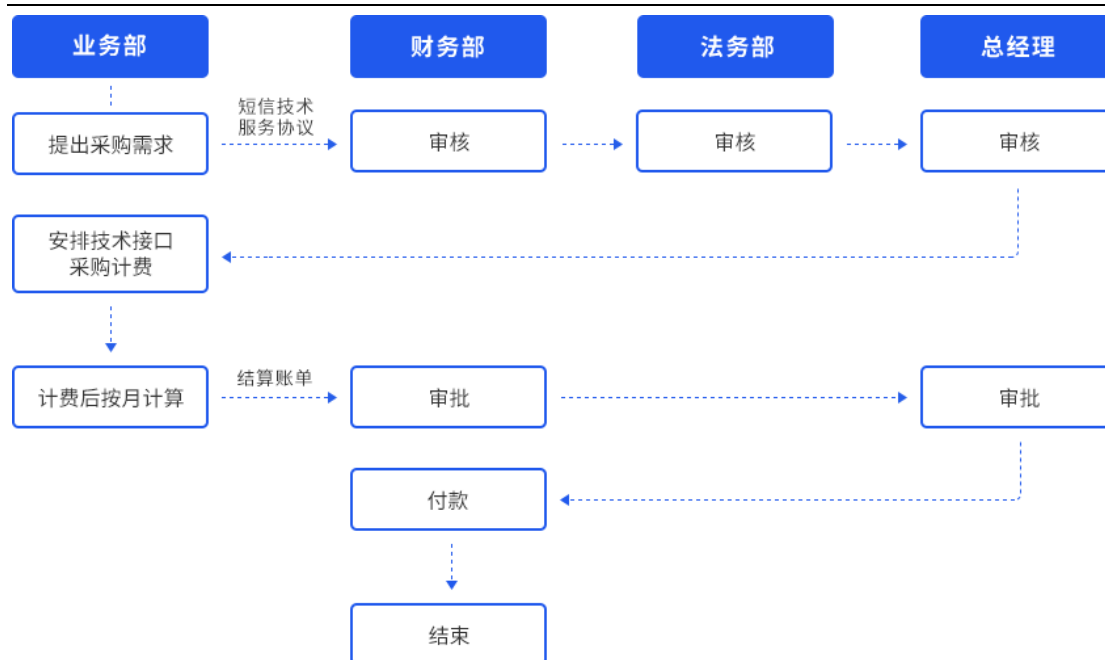 业务部
财务部
法务部
总经理
提出采购需求
短信技术
服务协议
审核
审核
审核
安排技术接口
采购计费
计费后按月计算
结算账单
审批
审批
付款
结束